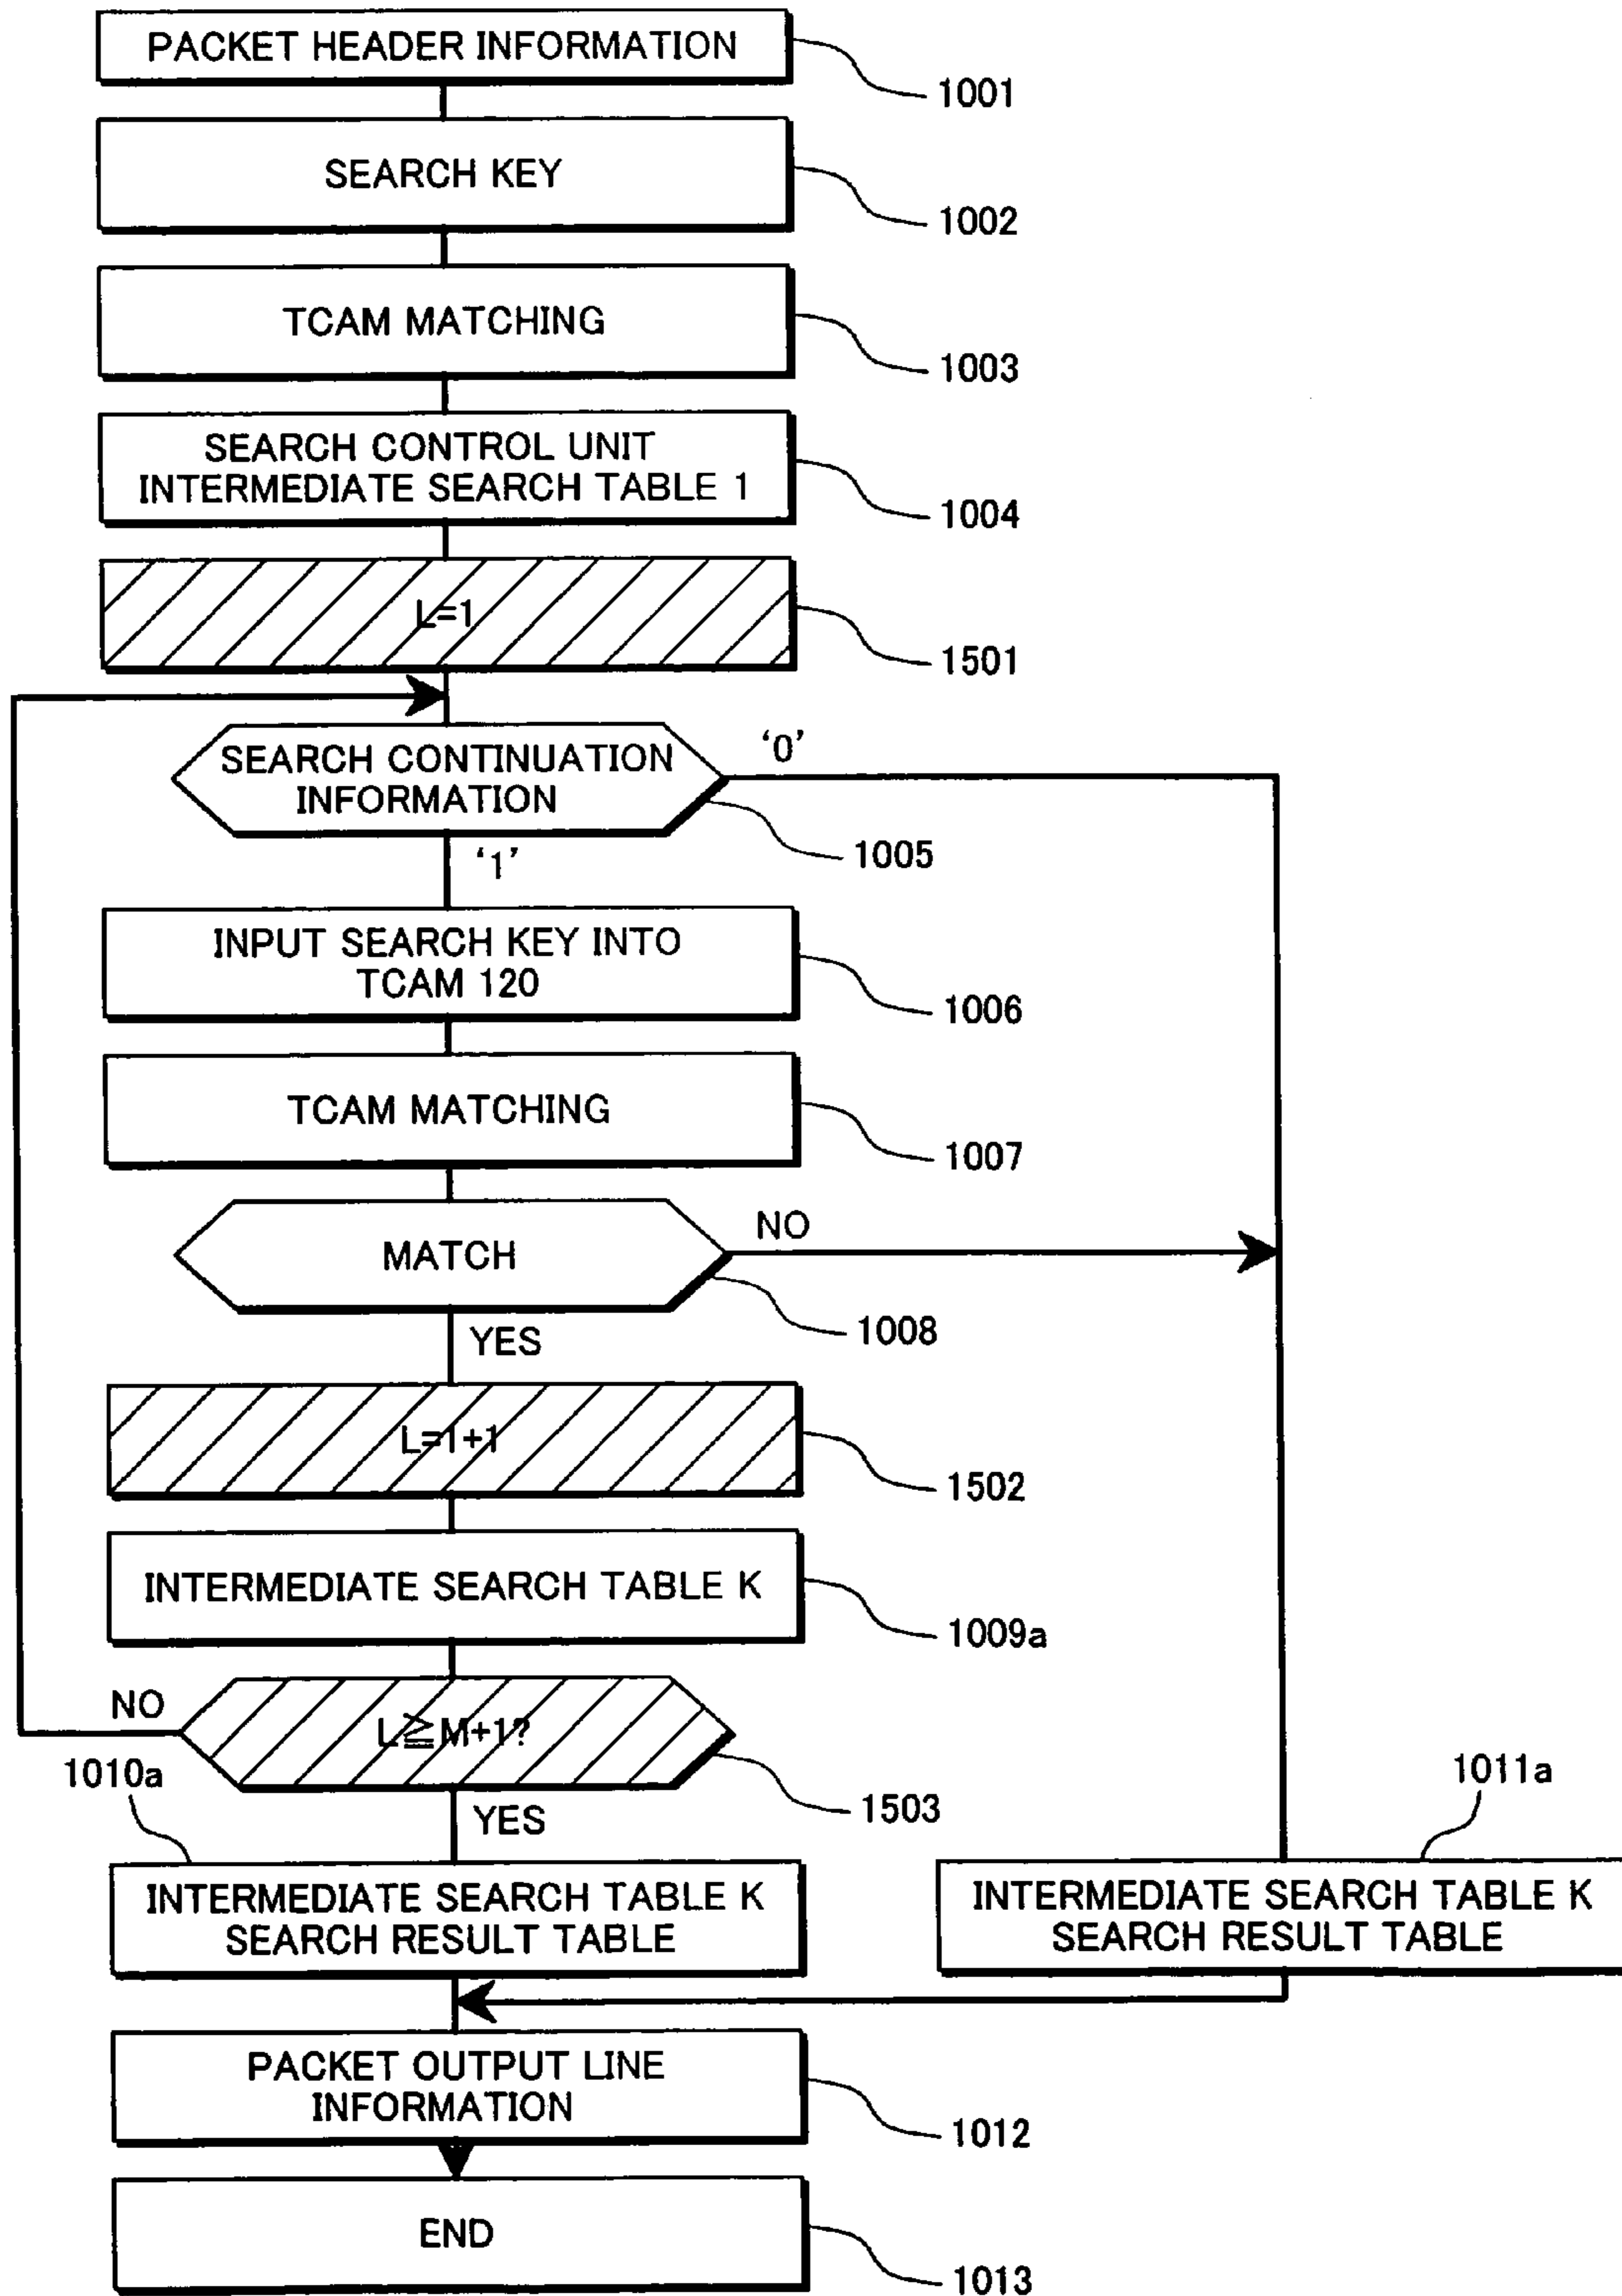 PACKET HEADER INFORMATION
1001
SEARCH KEY
1002
TCAM MATCHING
1003
SEARCH CONTROL UNIT
INTERMEDIATE SEARCH TABLE 1
1004
L=1
1501
SEARCH CONTINUATION
INFORMATION
‘0’
1005
‘1’
INPUT SEARCH KEY INTO
TCAM 120
1006
TCAM MATCHING
1007
MATCH
NO
1008
YES
L=1+1
1502
INTERMEDIATE SEARCH TABLE K
1009a
NO
L≧M+1?
1503
1010a
YES
1011a
INTERMEDIATE SEARCH TABLE K
SEARCH RESULT TABLE
INTERMEDIATE SEARCH TABLE K
SEARCH RESULT TABLE
PACKET OUTPUT LINE
INFORMATION
1012
END
1013